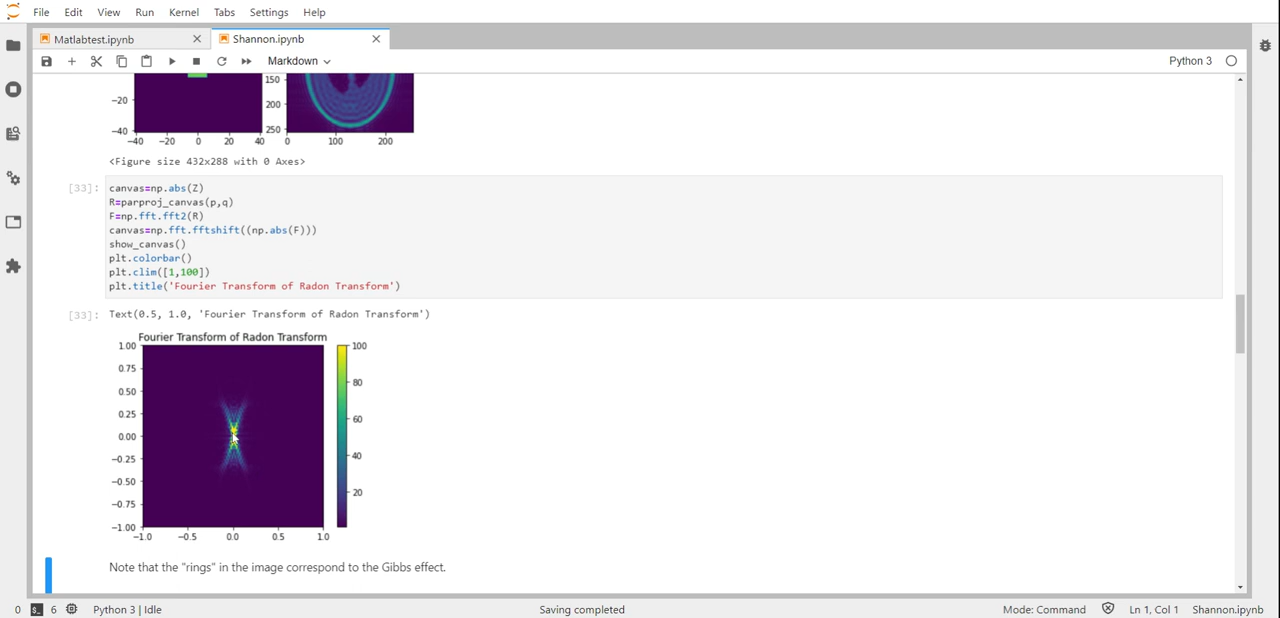 File Edit View Run Kernel Tabs Settings Help
Matlabtest.ipynb Shannon.ipynb
Markdown Python 3
−20
−40
−40 −20 0 20 40
150
200
250
0 100 200
<Figure size 432x288 with 0 Axes>
[33]:
canvas=np.abs(Z)
R=parproj_canvas(p,q)
F=np.fft.fft2(R)
canvas=np.fft.fftshift((np.abs(F)))
show_canvas()
plt.colorbar()
plt.clim([1,100])
plt.title('Fourier Transform of Radon Transform')
[33]: Text(0.5, 1.0, 'Fourier Transform of Radon Transform')
Fourier Transform of Radon Transform
1.00
0.75
0.50
0.25
0.00
−0.25
−0.50
−0.75
−1.00
−1.0 −0.5 0.0 0.5 1.0
100
80
60
40
20
Note that the "rings" in the image correspond to the Gibbs effect.
0 $_ 6 Python 3 | Idle Saving completed Mode: Command Ln 1, Col 1 Shannon.ipynb